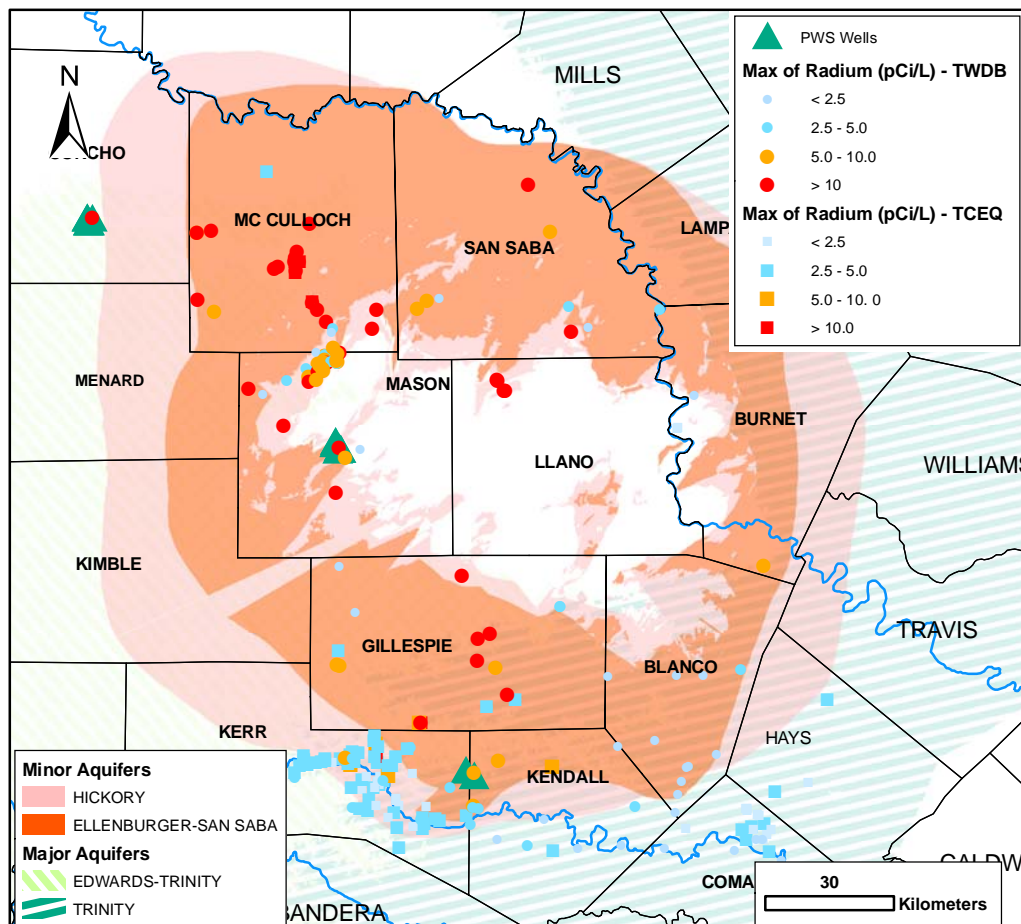 MILLS
N
MC CULLOCH
SAN SABA
MENARD
MASON
LLANO
BURNET
KIMBLE
GILLESPIE
BLANCO
TRAVIS
KERR
KENDALL
HAYS
PWS Wells
Max of Radium (pCi/L) - TWDB
< 2.5
2.5 - 5.0
5.0 - 10.0
> 10
Max of Radium (pCi/L) - TCEQ
< 2.5
2.5 - 5.0
5.0 - 10. 0
> 10.0
LAMP
WILLIAMS
CALDW
COMA
BANDERA
Minor Aquifers
HICKORY
ELLENBURGER-SAN SABA
Major Aquifers
EDWARDS-TRINITY
TRINITY
30
Kilometers